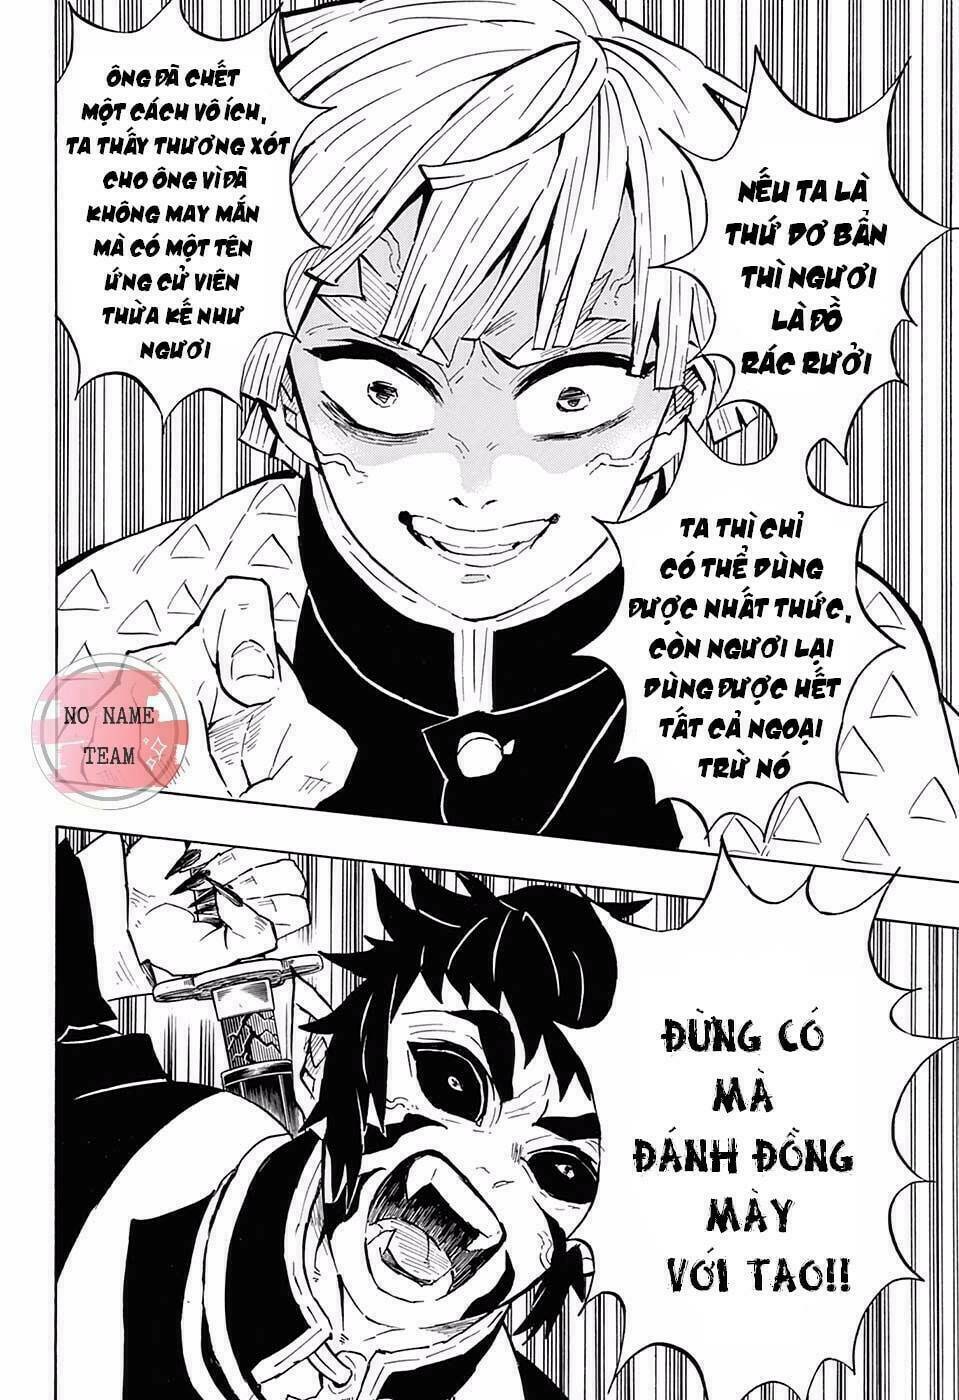 NẾU TA LÀ
THỨ DƠ BẨN
THÌ NGƯƠI
LÀ ĐỒ
RÁC RƯỞI
ÔNG ĐÃ CHẾT
MỘT CÁCH VÔ ÍCH,
TA THẤY THƯƠNG XÓT
CHO ÔNG VÌ ĐÃ
KHÔNG MAY MẮN
MÀ CÓ MỘT TÊN
ỨNG CỬ VIÊN
THỪA KẾ NHƯ
NGƯƠI
TA THÌ CHỈ
CÓ THỂ DÙNG
ĐƯỢC NHẤT THỨC,
CÒN NGƯƠI LẠI
DÙNG ĐƯỢC HẾT
TẤT CẢ NGOẠI
TRỪ NÓ
NO NAME
TEAM
ĐỪNG CÓ
MÀ
ĐÁNH ĐỒNG
MÀY
VỚI TAO!!